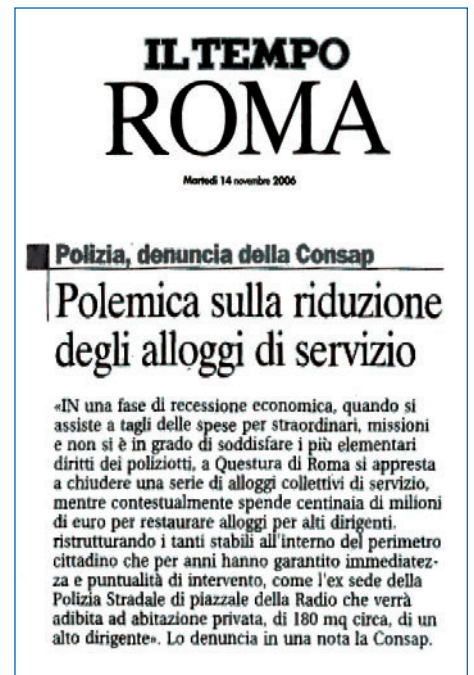 IL TEMPO
ROMA
Martedì 14 novembre 2006
Polizia, denuncia della Consap
Polemica sulla riduzione
degli alloggi di servizio
«IN una fase di recessione economica, quando si
assiste a tagli delle spese per straordinari, missioni
e non si è in grado di soddisfare i più elementari
diritti dei poliziotti, a Questura di Roma si appresta
a chiudere una serie di alloggi collettivi di servizio,
mentre contestualmente spende centinaia di milioni
di euro per restaurare alloggi per alti dirigenti.
ristrutturando i tanti stabili all'interno del perimetro
cittadino che per anni hanno garantito immediatez-
za e puntualità di intervento, come l'ex sede della
Polizia Stradale di piazzale della Radio che verrà
adibita ad abitazione privata, di 180 mq circa, di un
alto dirigente». Lo denuncia in una nota la Consap.